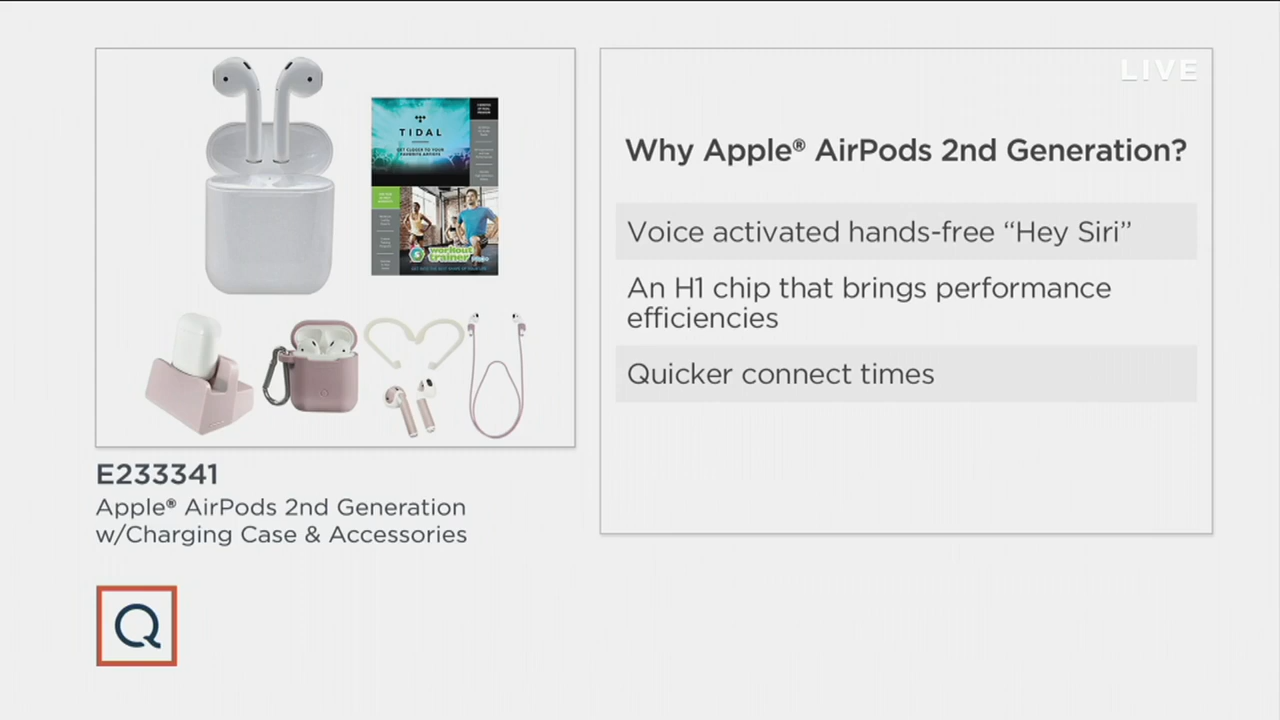 LIVE
TIDAL
GET CLOSER TO YOUR
FAVORITE ARTISTS
workout
trainer
Why Apple® AirPods 2nd Generation?
Voice activated hands-free “Hey Siri”
An H1 chip that brings performance
efficiencies
Quicker connect times
E233341
Apple® AirPods 2nd Generation
w/Charging Case & Accessories
Q